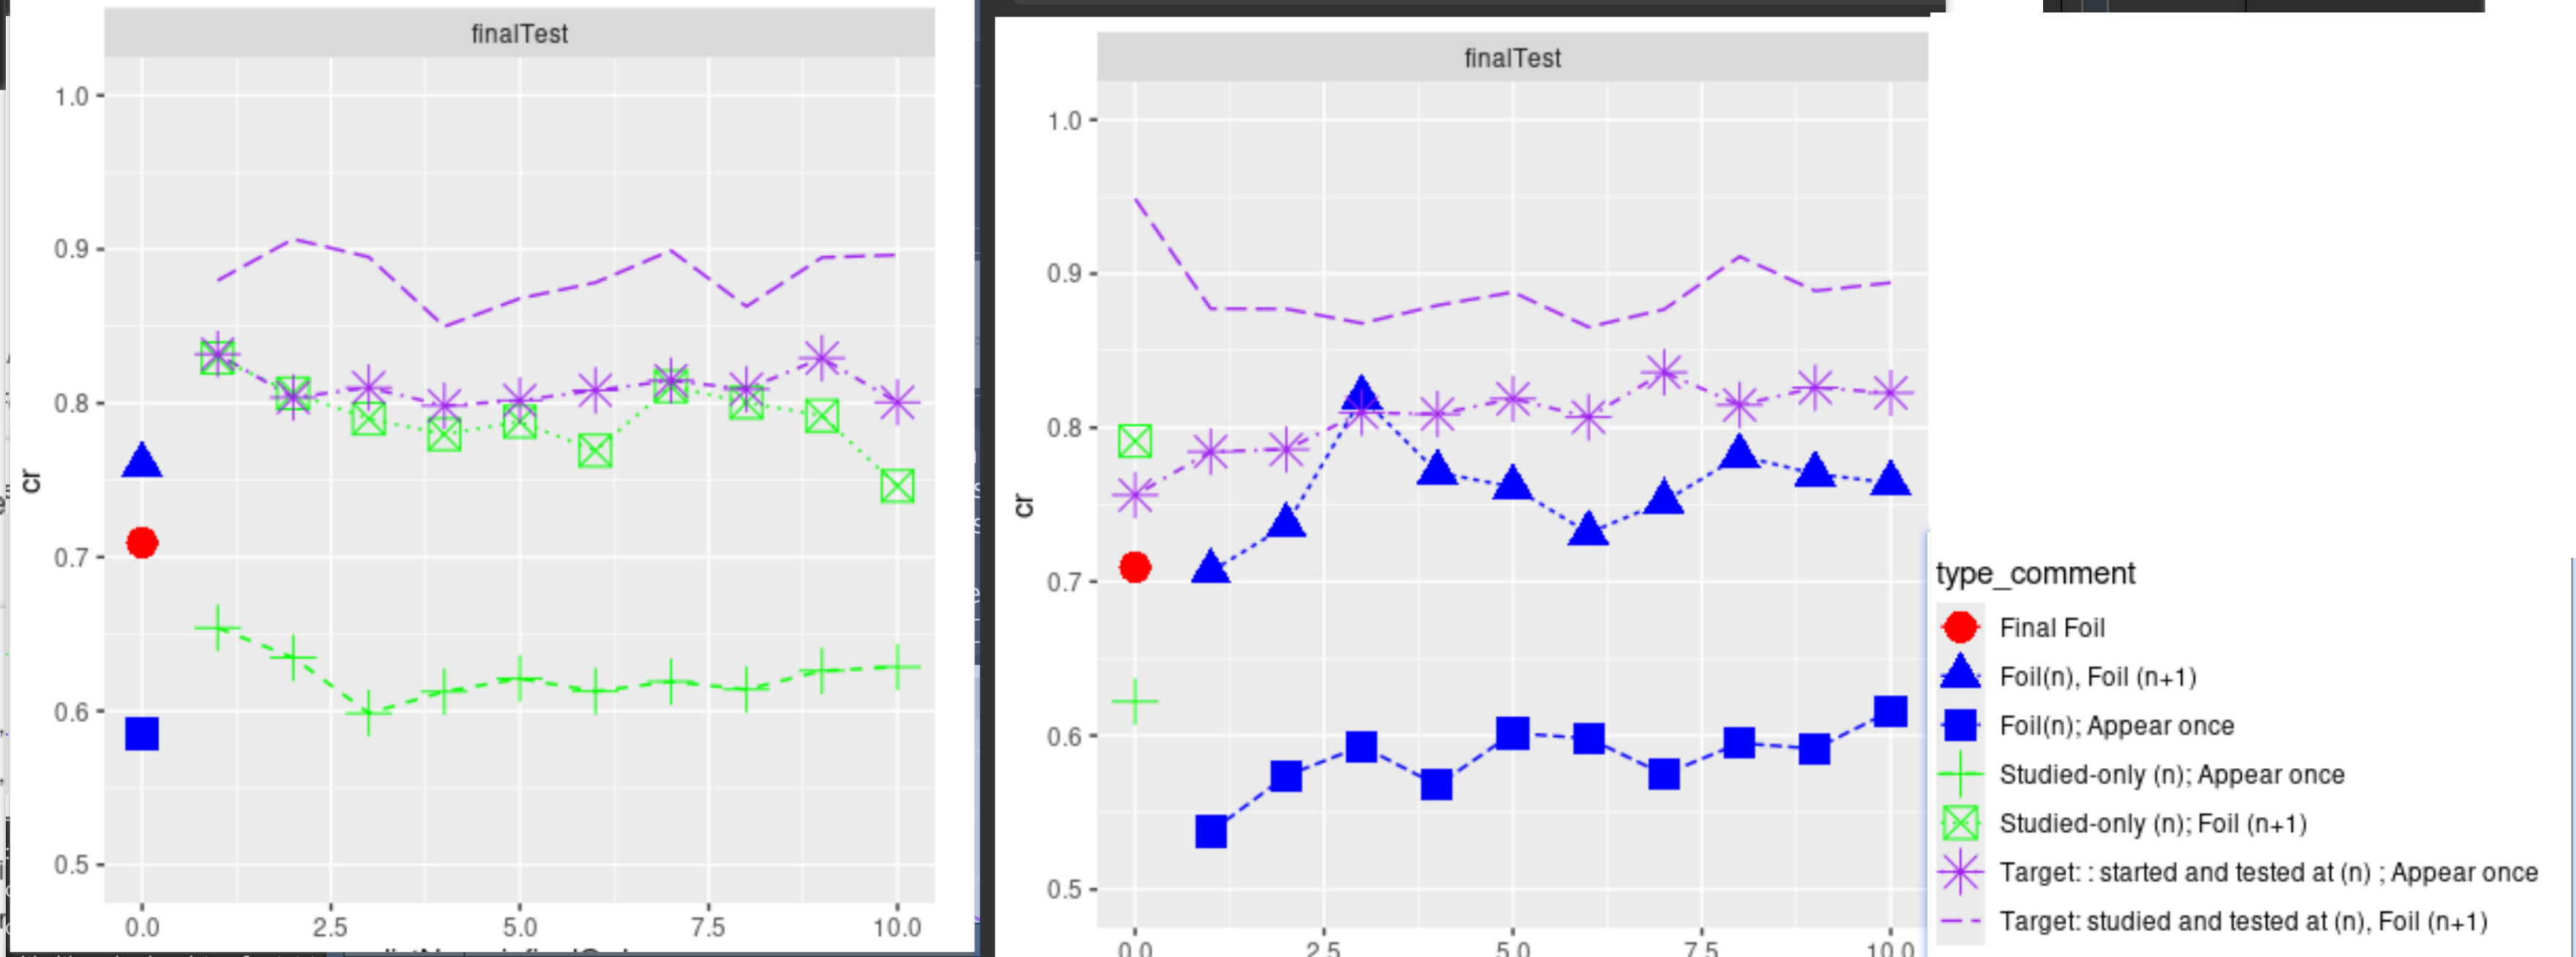 finalTest
1.0
0.9
0.8
0.7
0.6
0.5
cr
0.0 2.5 5.0 7.5 10.0
finalTest
1.0
0.9
0.8
0.7
0.6
0.5
cr
0.0 2.5 5.0 7.5 10.0
type_comment
Final Foil
Foil(n), Foil (n+1)
Foil(n); Appear once
Studied-only (n); Appear once
Studied-only (n); Foil (n+1)
Target: : started and tested at (n) ; Appear once
Target: studied and tested at (n), Foil (n+1)